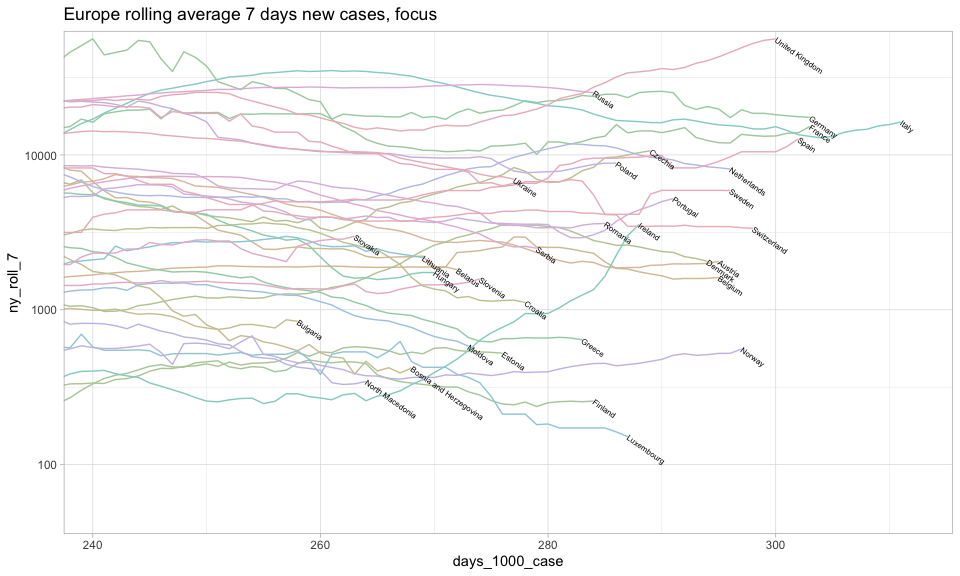 Europe rolling average 7 days new cases, focus
United Kingdom
Russia
Germany
France
Italy
Spain
10000
Czechia
Poland
Netherlands
Ukraine
Sweden
Portugal
Romania
Ireland
Switzerland
Slovakia
Serbia
Lithuania
Austria
Denmark
Belgium
Hungary
Belarus
Slovenia
ny_roll_7
1000
Croatia
Bulgaria
Greece
Moldova
Estonia
Norway
Bosnia and Herzegovina
North Macedonia
Finland
Luxembourg
100
240
260
280
300
days_1000_case